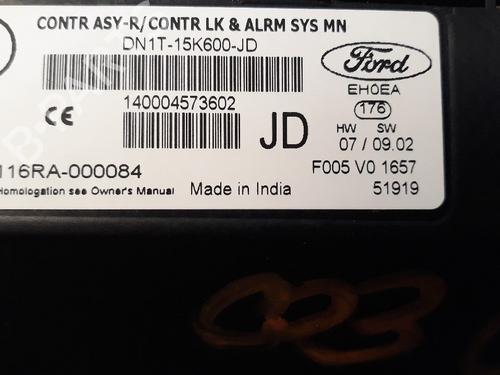 CONTR ASY-R/ CONTR LK & ALRM SYS MN
DN1T-15K600-JD
Ford
EH0EA
CE
140004573602
JD
176
HW SW
07 / 09.02
116RA-000084
F005 V0 1657
Homologation see Owner's Manual
Made in India
51919